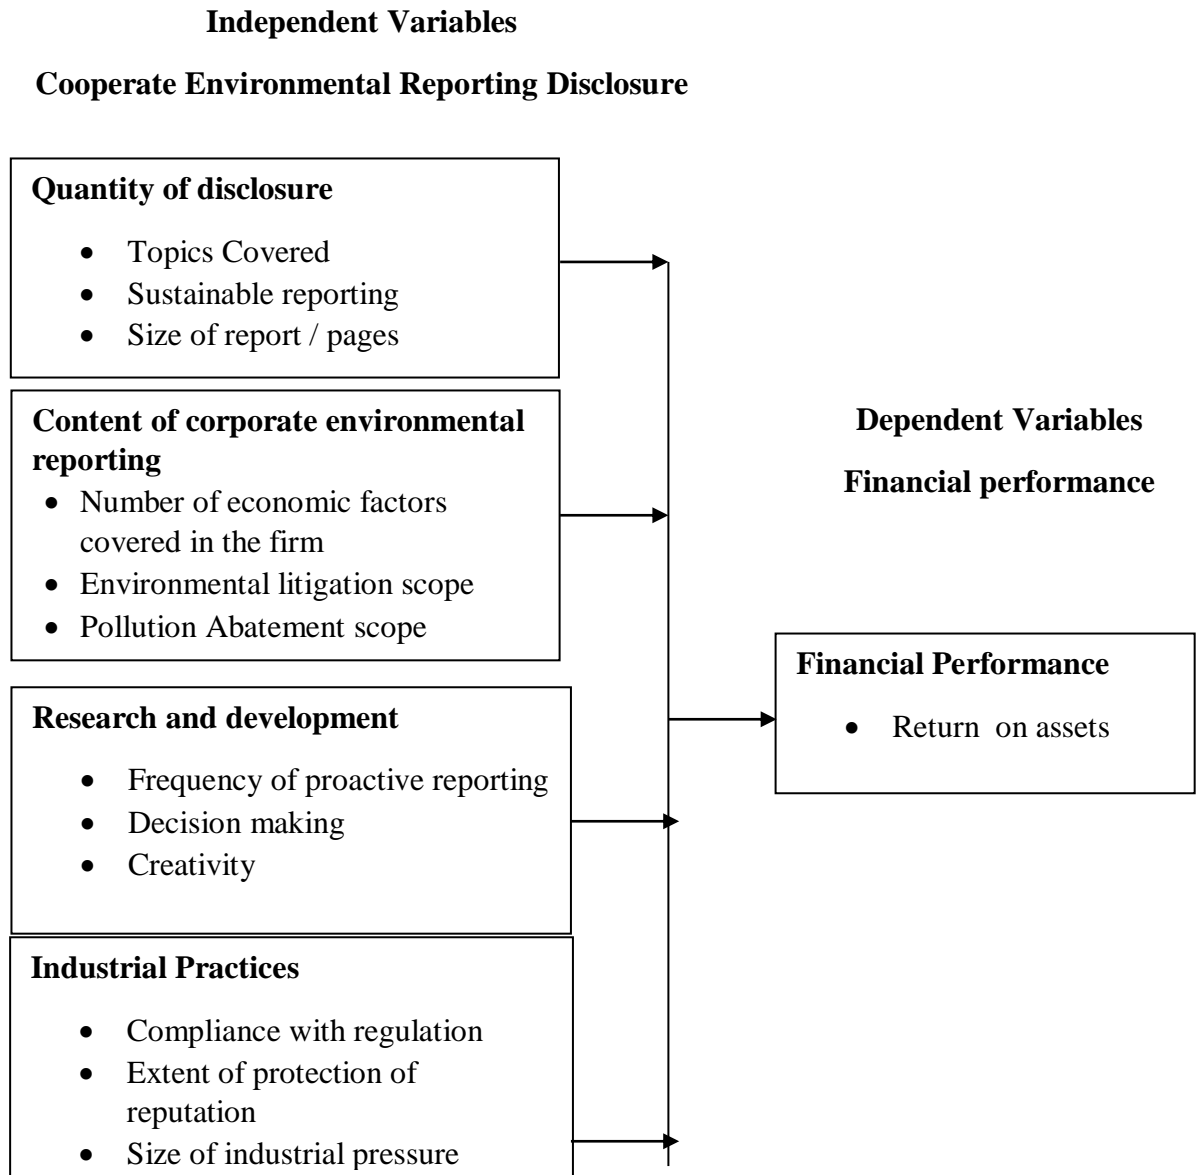 Independent Variables
Cooperate Environmental Reporting Disclosure
Quantity of disclosure
• Topics Covered
• Sustainable reporting
• Size of report / pages
Content of corporate environmental
reporting
• Number of economic factors
covered in the firm
• Environmental litigation scope
• Pollution Abatement scope
Research and development
• Frequency of proactive reporting
• Decision making
• Creativity
Industrial Practices
• Compliance with regulation
• Extent of protection of
reputation
• Size of industrial pressure
Dependent Variables
Financial performance
Financial Performance
• Return on assets